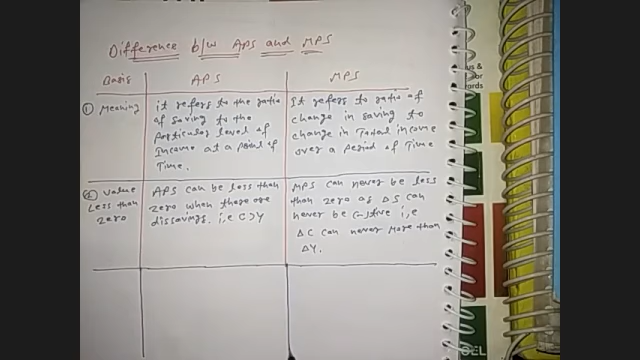 Difference b/w APS and MPS
Basis
APS
MPS
① Meaning
it refers to the ratio
of saving to the
particular level of
Income at a point of
Time.
It refers to ratio of
change in saving to
change in Total income
over a period of Time
② Value
Less than
zero
APS can be less than
zero when there are
dissavings. i,e C>Y
MPS can never be less
than zero as ΔS can
never be (-)tive i,e
ΔC can never more than
ΔY.